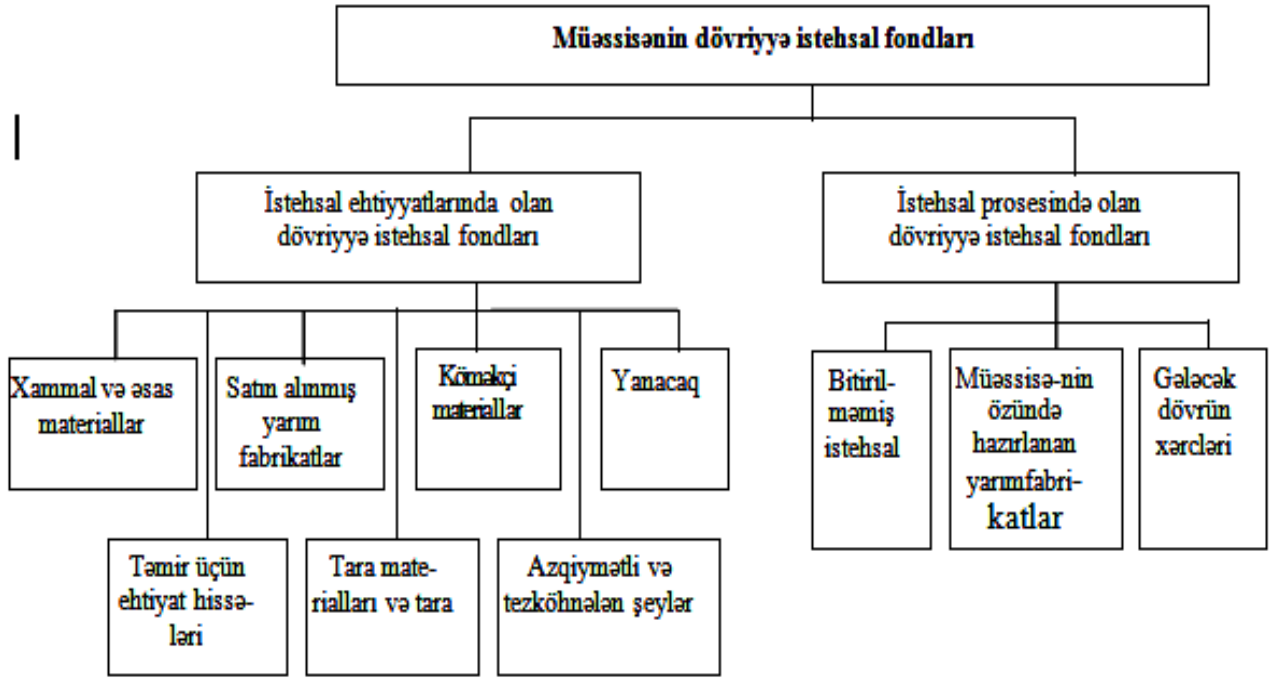 Müəssisənin dövriyyə istehsal fondları
İstehsal ehtiyyatlarında olan
dövriyyə istehsal fondları
İstehsal prosesində olan
dövriyyə istehsal fondları
Xammal və əsas
materiallar
Satın alınmış
yarım
fabrikatlar
Köməkçi
materiallar
Yanacaq
Bitiril-
məmiş
istehsal
Müəssisə-nin
özündə
hazırlanan
yarımfabri-
katlar
Gələcək
dövrün
xərcləri
Təmir üçün
ehtiyat hissə-
ləri
Tara mate-
rialları və tara
Azqiymətli və
tezköhnələn şeylər